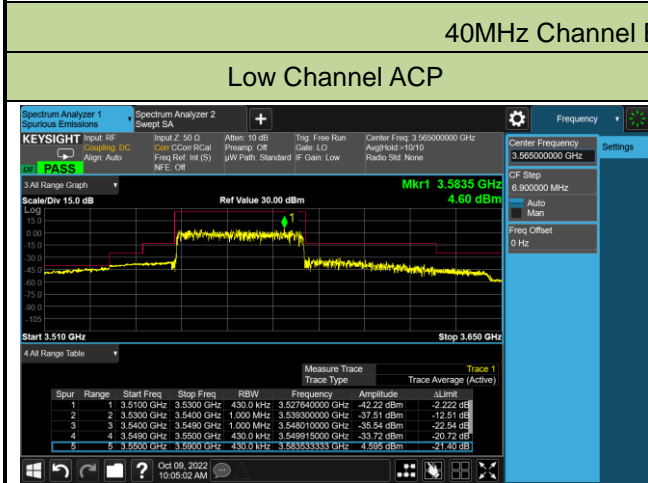 40MHz Channel
Low Channel ACP
Spectrum Analyzer 1
Spurious Emissions
Spectrum Analyzer 2
Swept SA
Frequency
KEYSIGHT
Input: RF
Coupling: DC
Align: Auto
Input Z: 50 Ω
Corr CCorr RCal
Freq Ref: Int (S)
NFE: Off
Atten: 10 dB
Preamp: Off
µW Path: Standard
Trig: Free Run
Gate: LO
IF Gain: Low
Center Freq: 3.565000000 GHz
Avg|Hold:>10/10
Radio Std: None
PASS
Center Frequency
3.565000000 GHz
Settings
CF Step
6.900000 MHz
Auto
Man
Freq Offset
0 Hz
3 All Range Graph
Mkr1 3.5835 GHz
Scale/Div 15.0 dB
Ref Value 30.00 dBm
4.60 dBm
Log
15.0
0.00
-15.0
-30.0
-45.0
-60.0
-75.0
-90.0
-105
1
Start 3.510 GHz
Stop 3.650 GHz
4 All Range Table
Measure Trace Trace 1
Trace Type Trace Average (Active)
Spur Range Start Freq Stop Freq RBW Frequency Amplitude ΔLimit
1 1 3.5100 GHz 3.5300 GHz 430.0 kHz 3.527640000 GHz -42.22 dBm -2.222 dB
2 2 3.5300 GHz 3.5400 GHz 1.000 MHz 3.539300000 GHz -37.51 dBm -12.51 dB
3 3 3.5400 GHz 3.5490 GHz 1.000 MHz 3.548010000 GHz -35.54 dBm -22.54 dB
4 4 3.5490 GHz 3.5500 GHz 430.0 kHz 3.549915000 GHz -33.72 dBm -20.72 dB
5 5 3.5500 GHz 3.5900 GHz 430.0 kHz 3.583533333 GHz 4.595 dBm -21.40 dB
Oct 09, 2022
10:05:02 AM